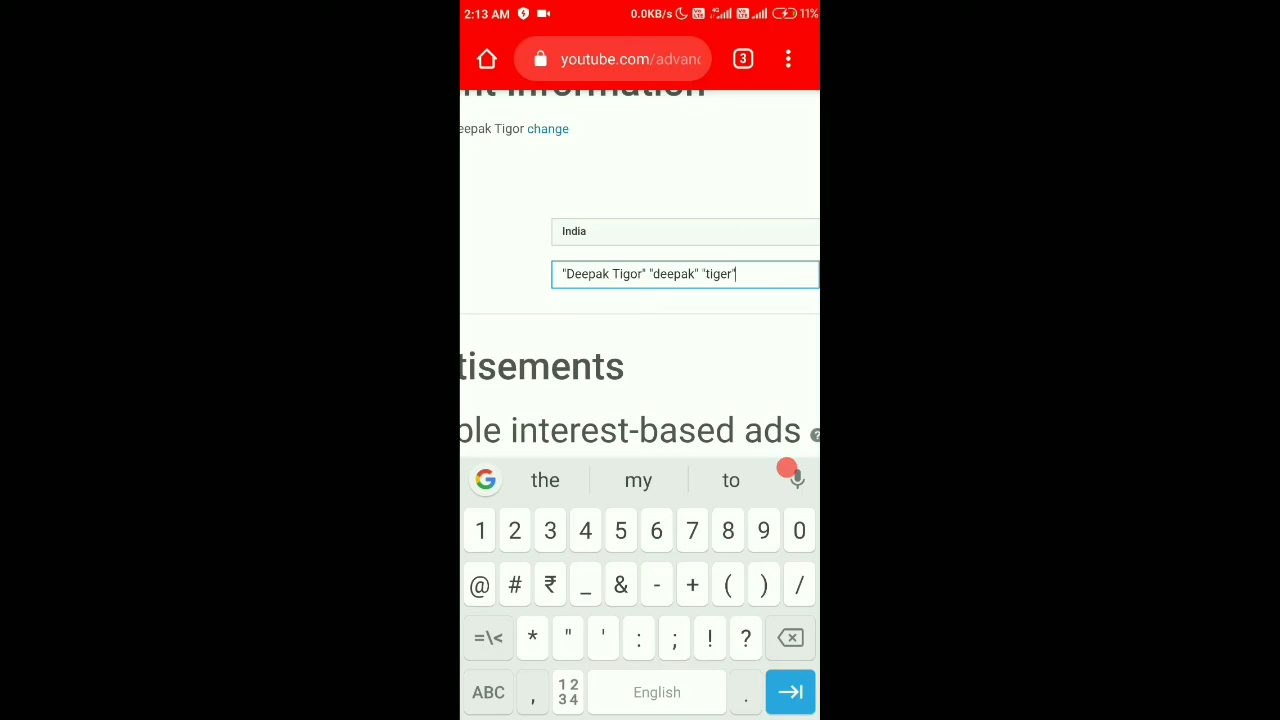 2:13 AM 0.0KB/s 4G 11%
youtube.com/advanc 3
nt information
eepak Tigor change
India
"Deepak Tigor" "deepak" "tiger"
tisements
ble interest-based ads ?
G the my to
1 2 3 4 5 6 7 8 9 0
@ # ₹ _ & - + ( ) /
=\< * " ' : ; ! ?
ABC , 1 2 3 4 English .